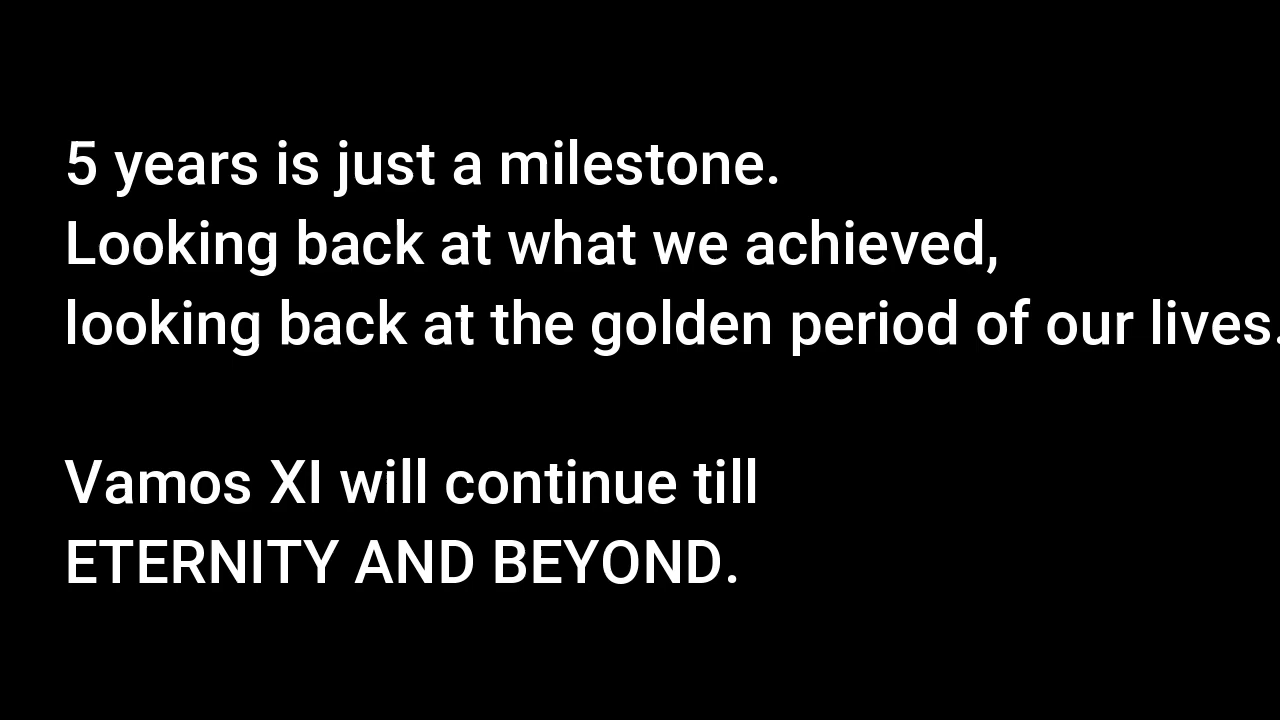 5 years is just a milestone.
Looking back at what we achieved,
looking back at the golden period of our lives.
Vamos XI will continue till
ETERNITY AND BEYOND.